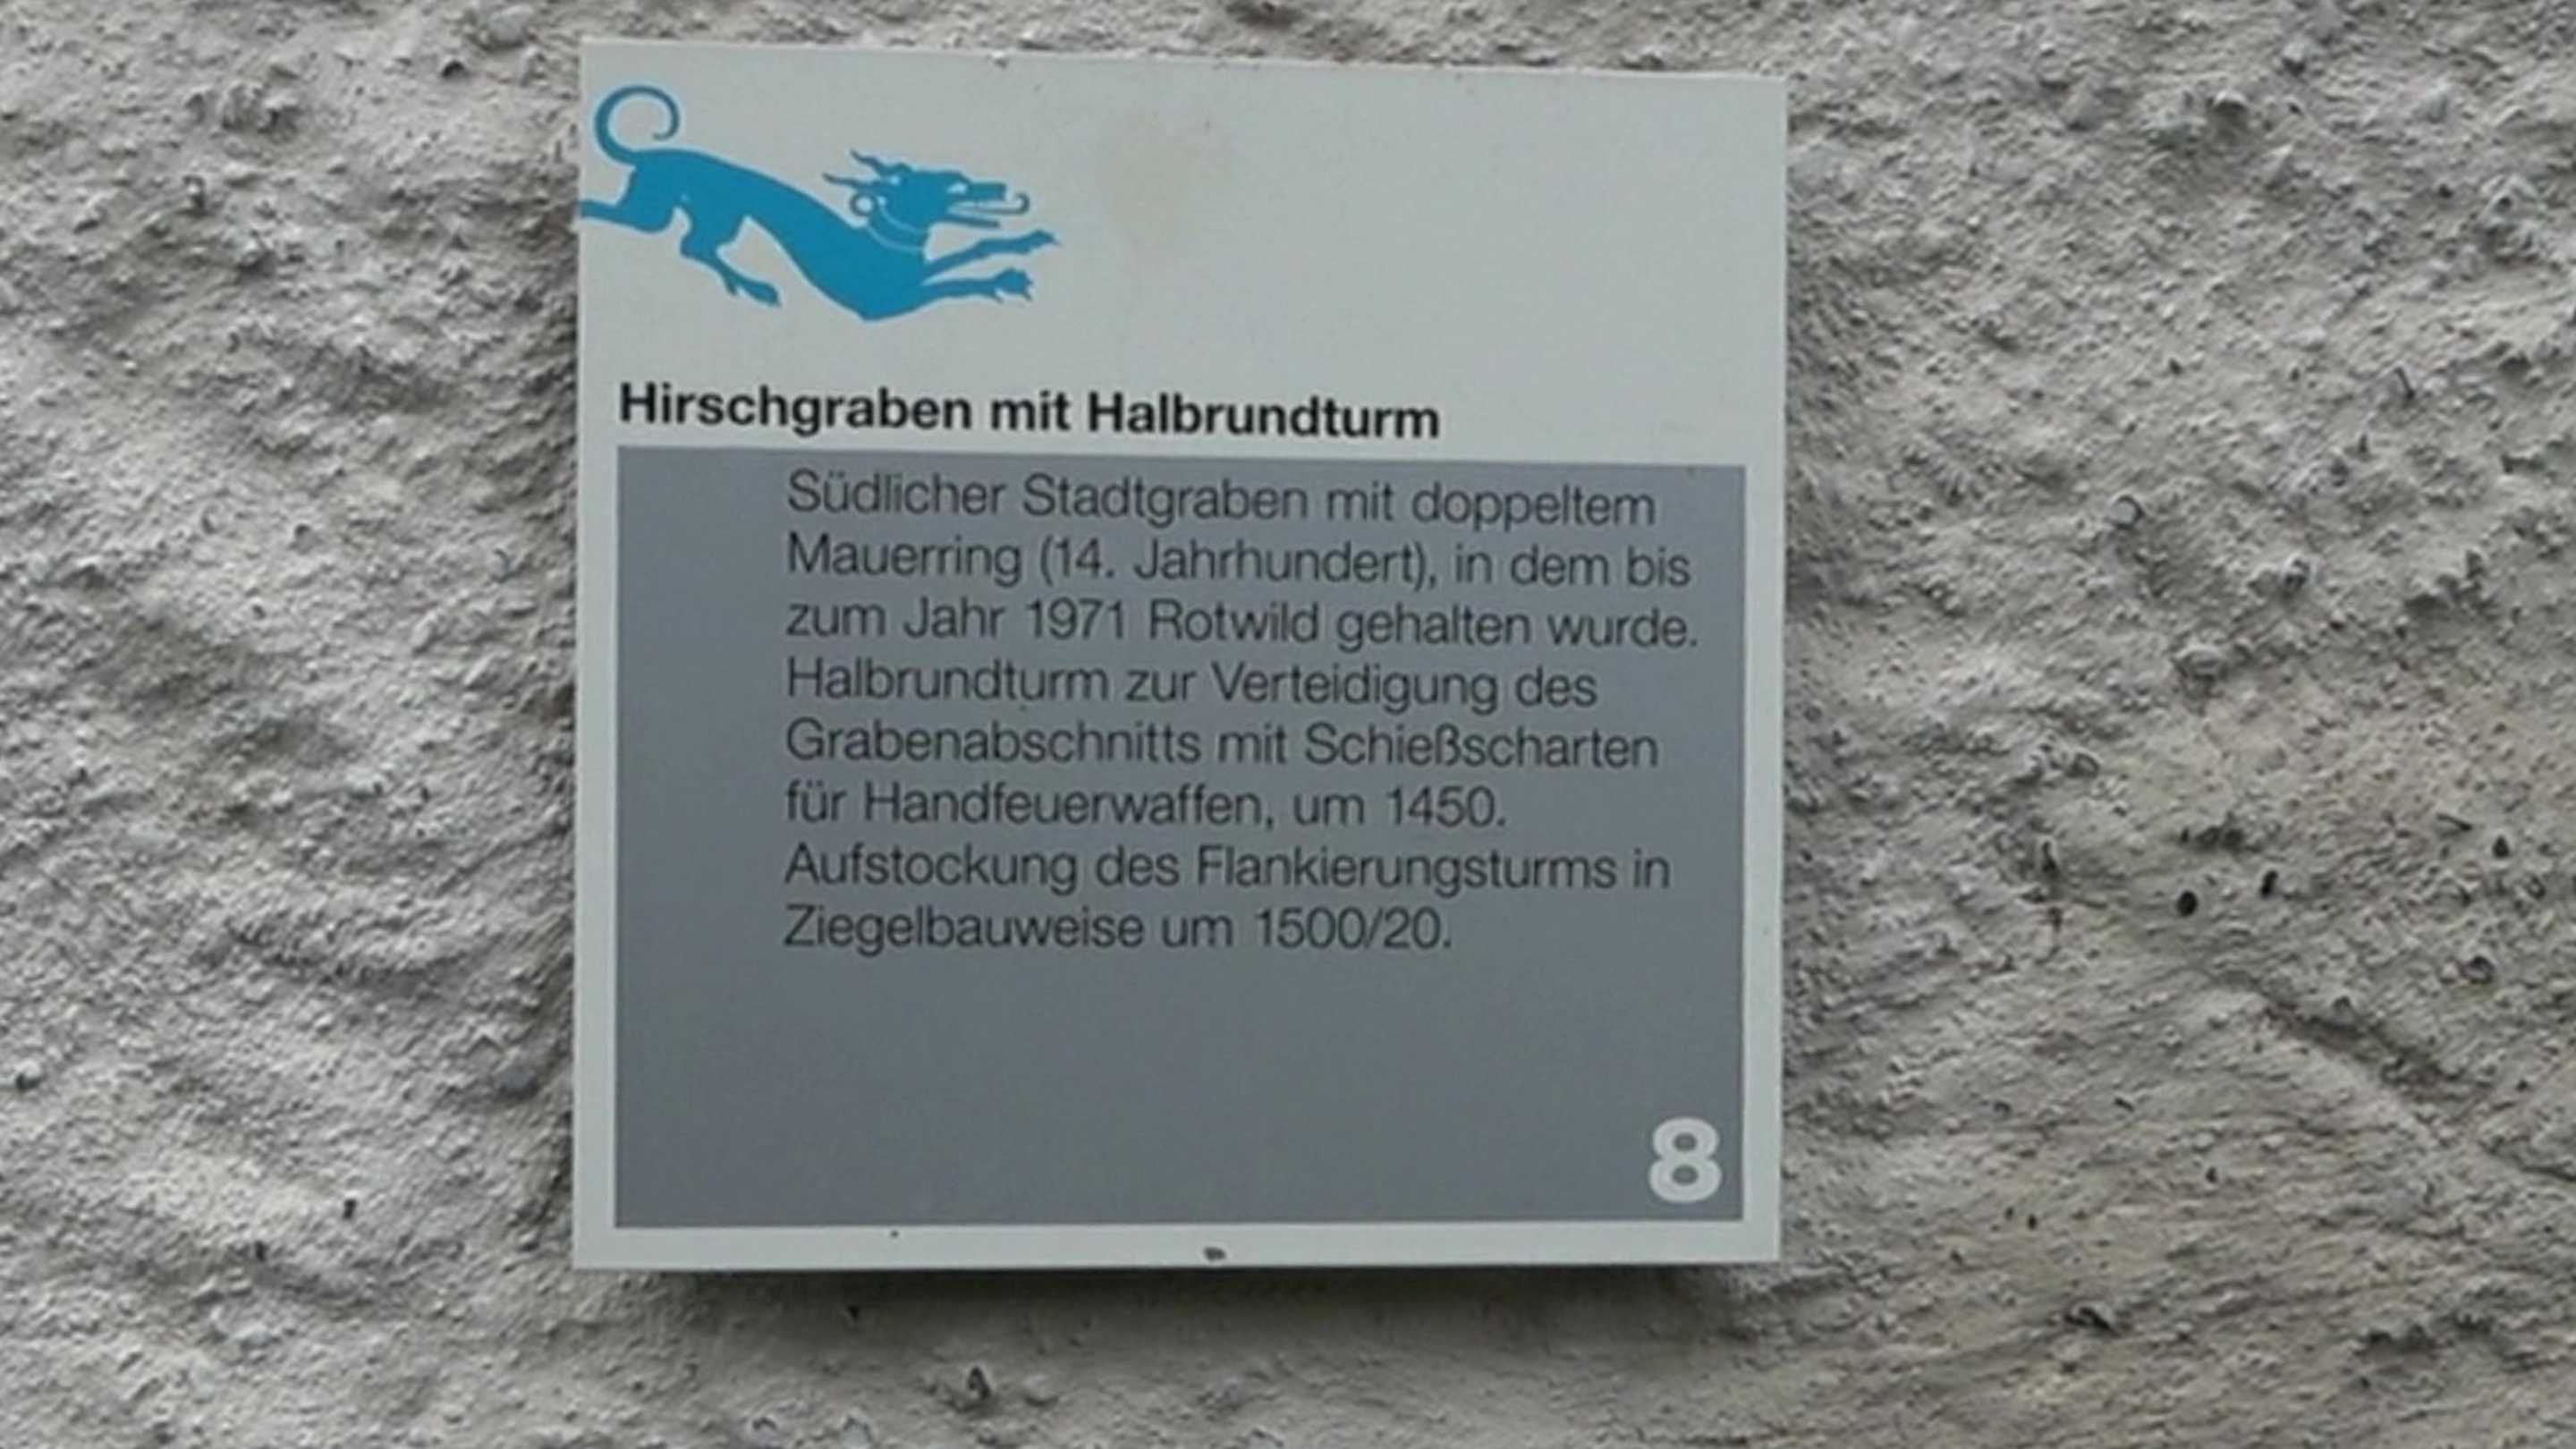 Hirschgraben mit Halbrundturm
Südlicher Stadtgraben mit doppeltem
Mauerring (14. Jahrhundert), in dem bis
zum Jahr 1971 Rotwild gehalten wurde.
Halbrundturm zur Verteidigung des
Grabenabschnitts mit Schießscharten
für Handfeuerwaffen, um 1450.
Aufstockung des Flankierungsturms in
Ziegelbauweise um 1500/20.
8